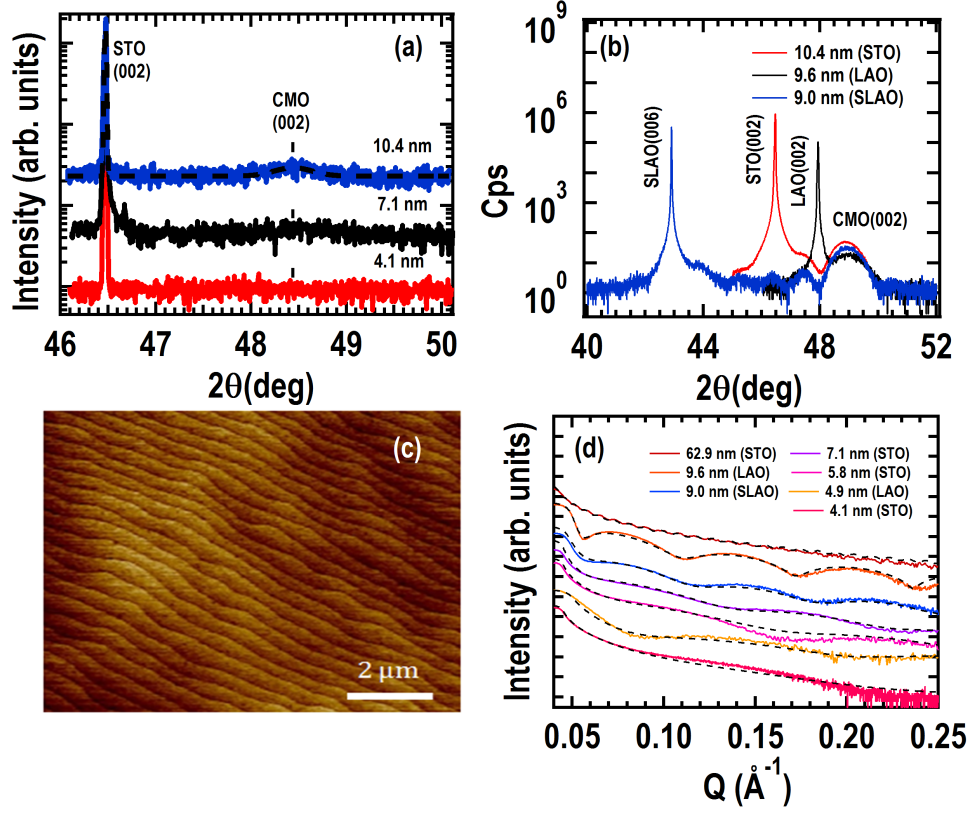 (a)
STO
(002)
CMO
(002)
10.4 nm
7.1 nm
4.1 nm
Intensity (arb. units)
46 47 48 49 50
2θ(deg)
(b)
10.4 nm (STO)
9.6 nm (LAO)
9.0 nm (SLAO)
SLAO(006)
STO(002)
LAO(002)
CMO(002)
Cps
10⁹
10⁶
10³
10⁰
40 44 48 52
2θ(deg)
(c)
2 µm
(d)
62.9 nm (STO)
9.6 nm (LAO)
9.0 nm (SLAO)
7.1 nm (STO)
5.8 nm (STO)
4.9 nm (LAO)
4.1 nm (STO)
Intensity (arb. units)
0.05 0.10 0.15 0.20 0.25
Q (Å⁻¹)